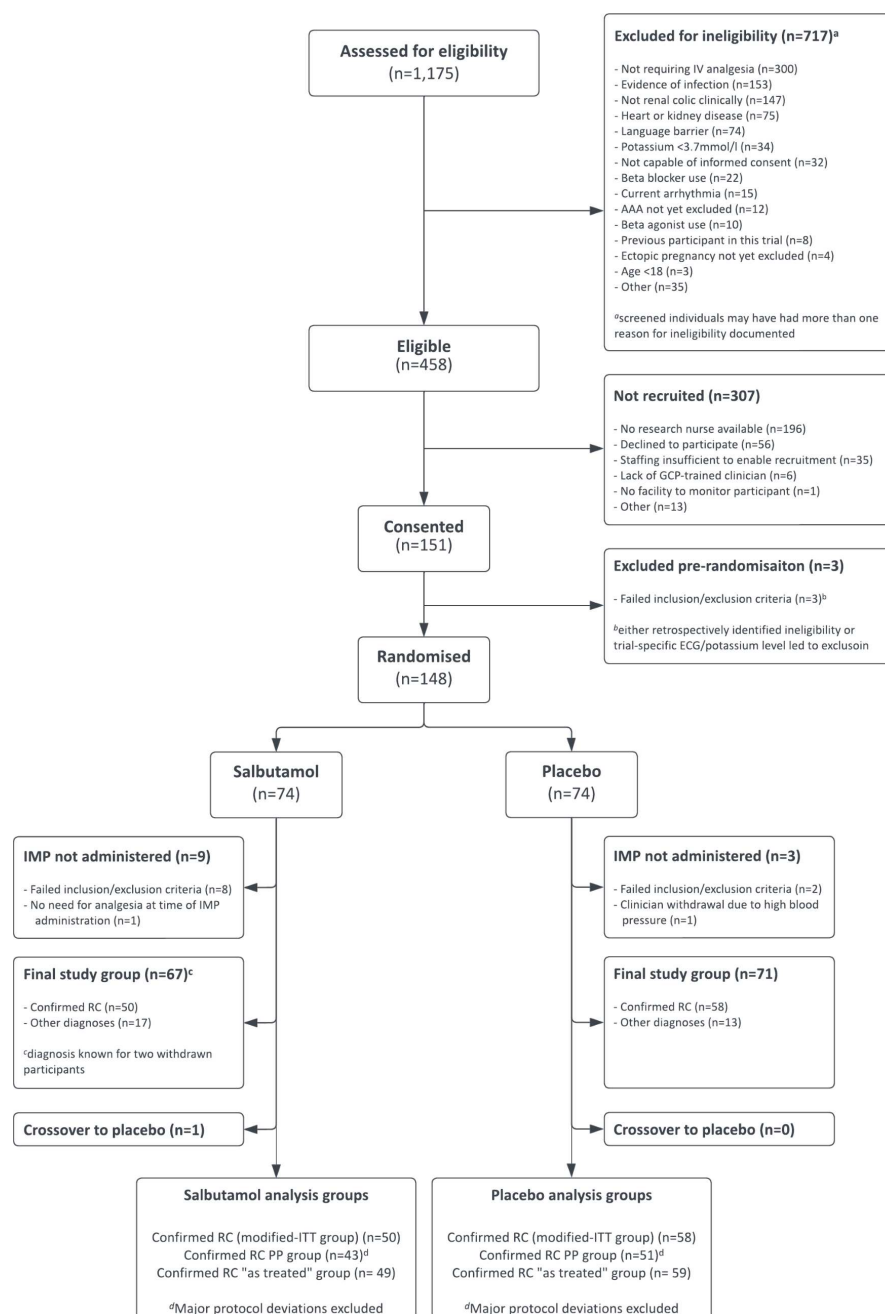 Assessed for eligibility
(n=1,175)
Excluded for ineligibility (n=717)ᵃ
- Not requiring IV analgesia (n=300)
- Evidence of infection (n=153)
- Not renal colic clinically (n=147)
- Heart or kidney disease (n=75)
- Language barrier (n=74)
- Potassium <3.7mmol/l (n=34)
- Not capable of informed consent (n=32)
- Beta blocker use (n=22)
- Current arrhythmia (n=15)
- AAA not yet excluded (n=12)
- Beta agonist use (n=10)
- Previous participant in this trial (n=8)
- Ectopic pregnancy not yet excluded (n=4)
- Age <18 (n=3)
- Other (n=35)
ᵃscreened individuals may have had more than one
reason for ineligibility documented
Eligible
(n=458)
Not recruited (n=307)
- No research nurse available (n=196)
- Declined to participate (n=56)
- Staffing insufficient to enable recruitment (n=35)
- Lack of GCP-trained clinician (n=6)
- No facility to monitor participant (n=1)
- Other (n=13)
Consented
(n=151)
Excluded pre-randomisaiton (n=3)
- Failed inclusion/exclusion criteria (n=3)ᵇ
ᵇeither retrospectively identified ineligibility or
trial-specific ECG/potassium level led to exclusoin
Randomised
(n=148)
Salbutamol
(n=74)
Placebo
(n=74)
IMP not administered (n=9)
- Failed inclusion/exclusion criteria (n=8)
- No need for analgesia at time of IMP
administration (n=1)
IMP not administered (n=3)
- Failed inclusion/exclusion criteria (n=2)
- Clinician withdrawal due to high blood
pressure (n=1)
Final study group (n=67)ᶜ
- Confirmed RC (n=50)
- Other diagnoses (n=17)
ᶜdiagnosis known for two withdrawn
participants
Final study group (n=71)
- Confirmed RC (n=58)
- Other diagnoses (n=13)
Crossover to placebo (n=1)
Crossover to placebo (n=0)
Salbutamol analysis groups
Confirmed RC (modified-ITT group) (n=50)
Confirmed RC PP group (n=43)ᵈ
Confirmed RC "as treated" group (n= 49)
ᵈMajor protocol deviations excluded
Placebo analysis groups
Confirmed RC (modified-ITT group) (n=58)
Confirmed RC PP group (n=51)ᵈ
Confirmed RC "as treated" group (n= 59)
ᵈMajor protocol deviations excluded